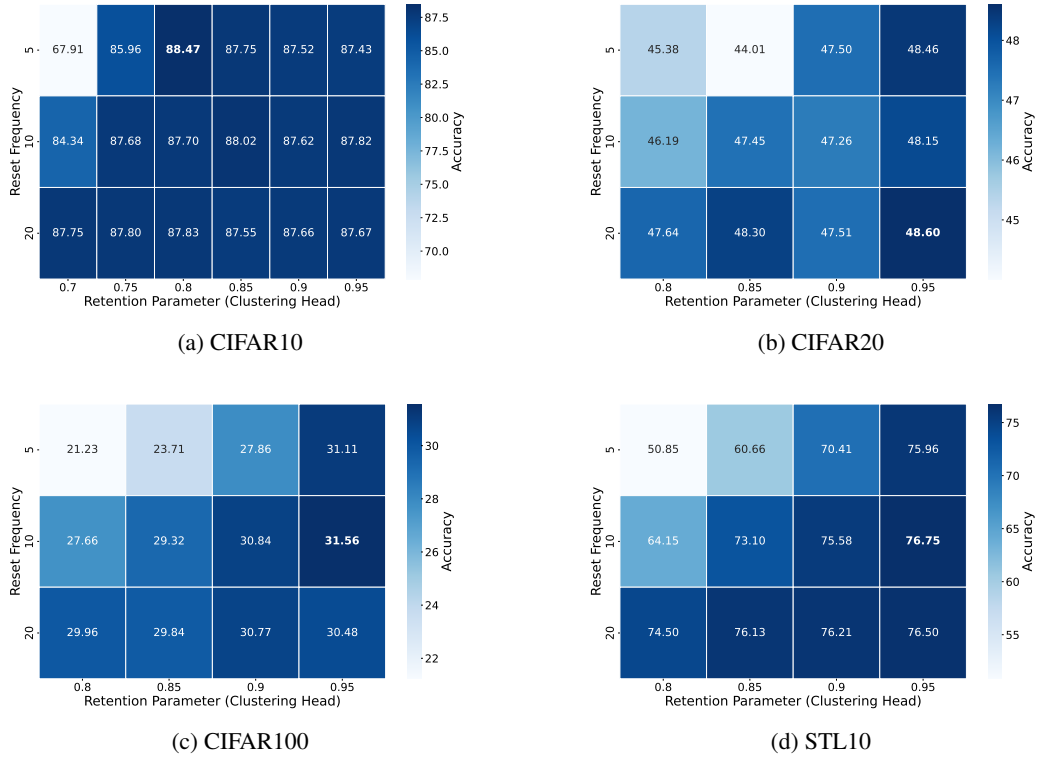 Reset Frequency
5
67.91 85.96 88.47 87.75 87.52 87.43
10
84.34 87.68 87.70 88.02 87.62 87.82
20
87.75 87.80 87.83 87.55 87.66 87.67
0.7 0.75 0.8 0.85 0.9 0.95
Retention Parameter (Clustering Head)
87.5
85.0
82.5
80.0
77.5
75.0
72.5
70.0
Accuracy
(a) CIFAR10
Reset Frequency
5
45.38 44.01 47.50 48.46
10
46.19 47.45 47.26 48.15
20
47.64 48.30 47.51 48.60
0.8 0.85 0.9 0.95
Retention Parameter (Clustering Head)
48
47
46
45
Accuracy
(b) CIFAR20
Reset Frequency
5
21.23 23.71 27.86 31.11
10
27.66 29.32 30.84 31.56
20
29.96 29.84 30.77 30.48
0.8 0.85 0.9 0.95
Retention Parameter (Clustering Head)
30
28
26
24
22
Accuracy
(c) CIFAR100
Reset Frequency
5
50.85 60.66 70.41 75.96
10
64.15 73.10 75.58 76.75
20
74.50 76.13 76.21 76.50
0.8 0.85 0.9 0.95
Retention Parameter (Clustering Head)
75
70
65
60
55
Accuracy
(d) STL10